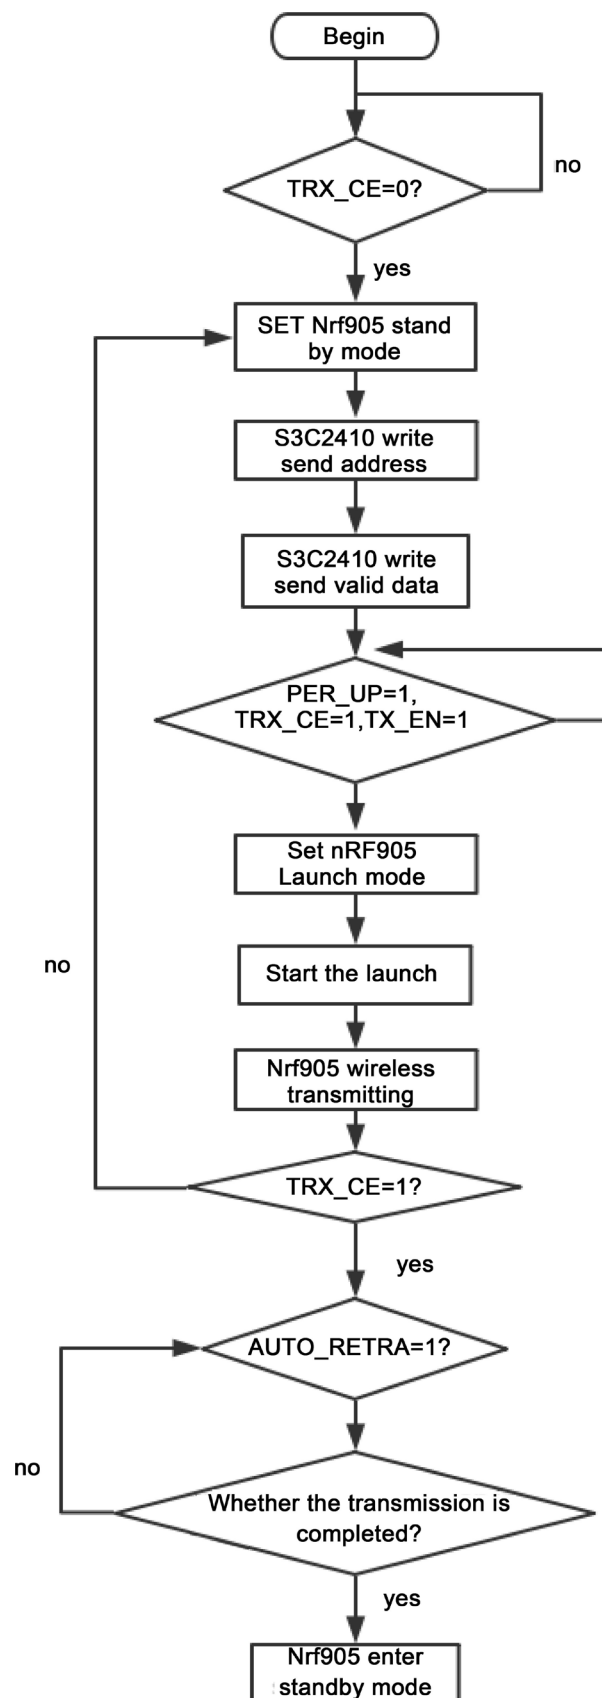 Begin
no
TRX_CE=0?
yes
SET Nrf905 stand
by mode
S3C2410 write
send address
S3C2410 write
send valid data
PER_UP=1,
TRX_CE=1,TX_EN=1
Set nRF905
Launch mode
no
Start the launch
Nrf905 wireless
transmitting
TRX_CE=1?
yes
AUTO_RETRA=1?
no
Whether the transmission is
completed?
yes
Nrf905 enter
standby mode